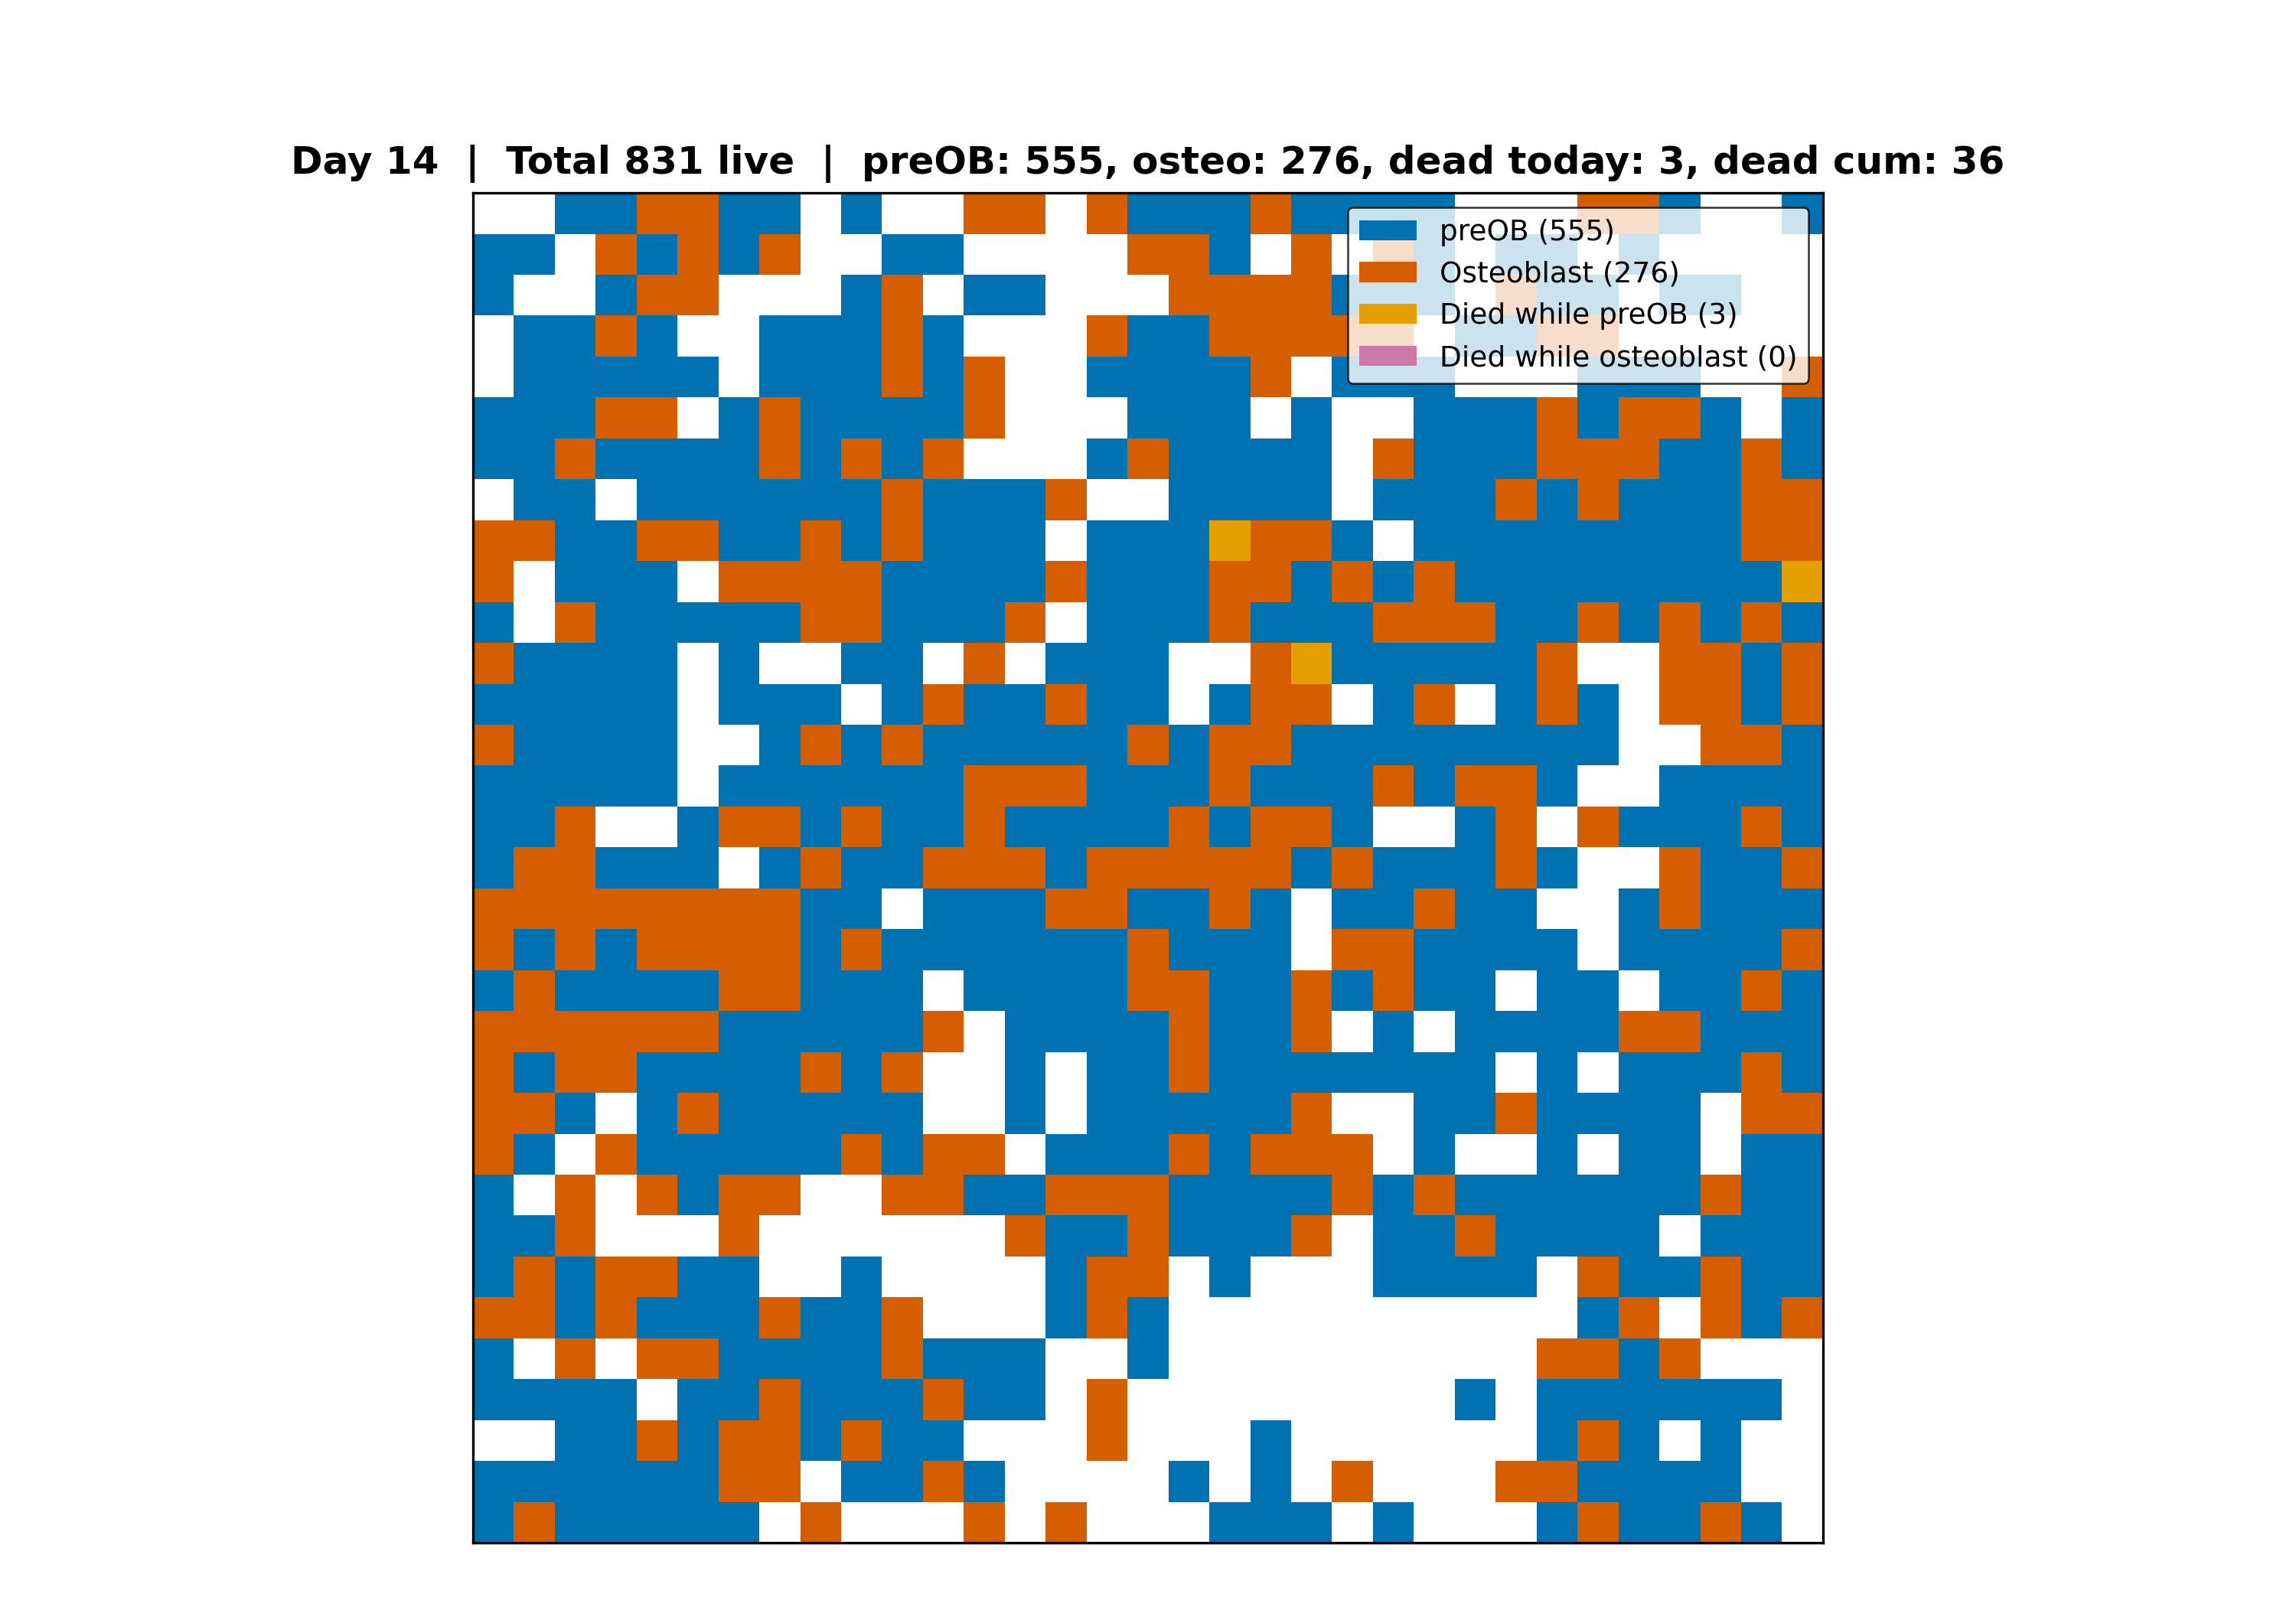 Day 14 | Total 831 live | preOB: 555, osteo: 276, dead today: 3, dead cum: 36
preOB (555)
Osteoblast (276)
Died while preOB (3)
Died while osteoblast (0)